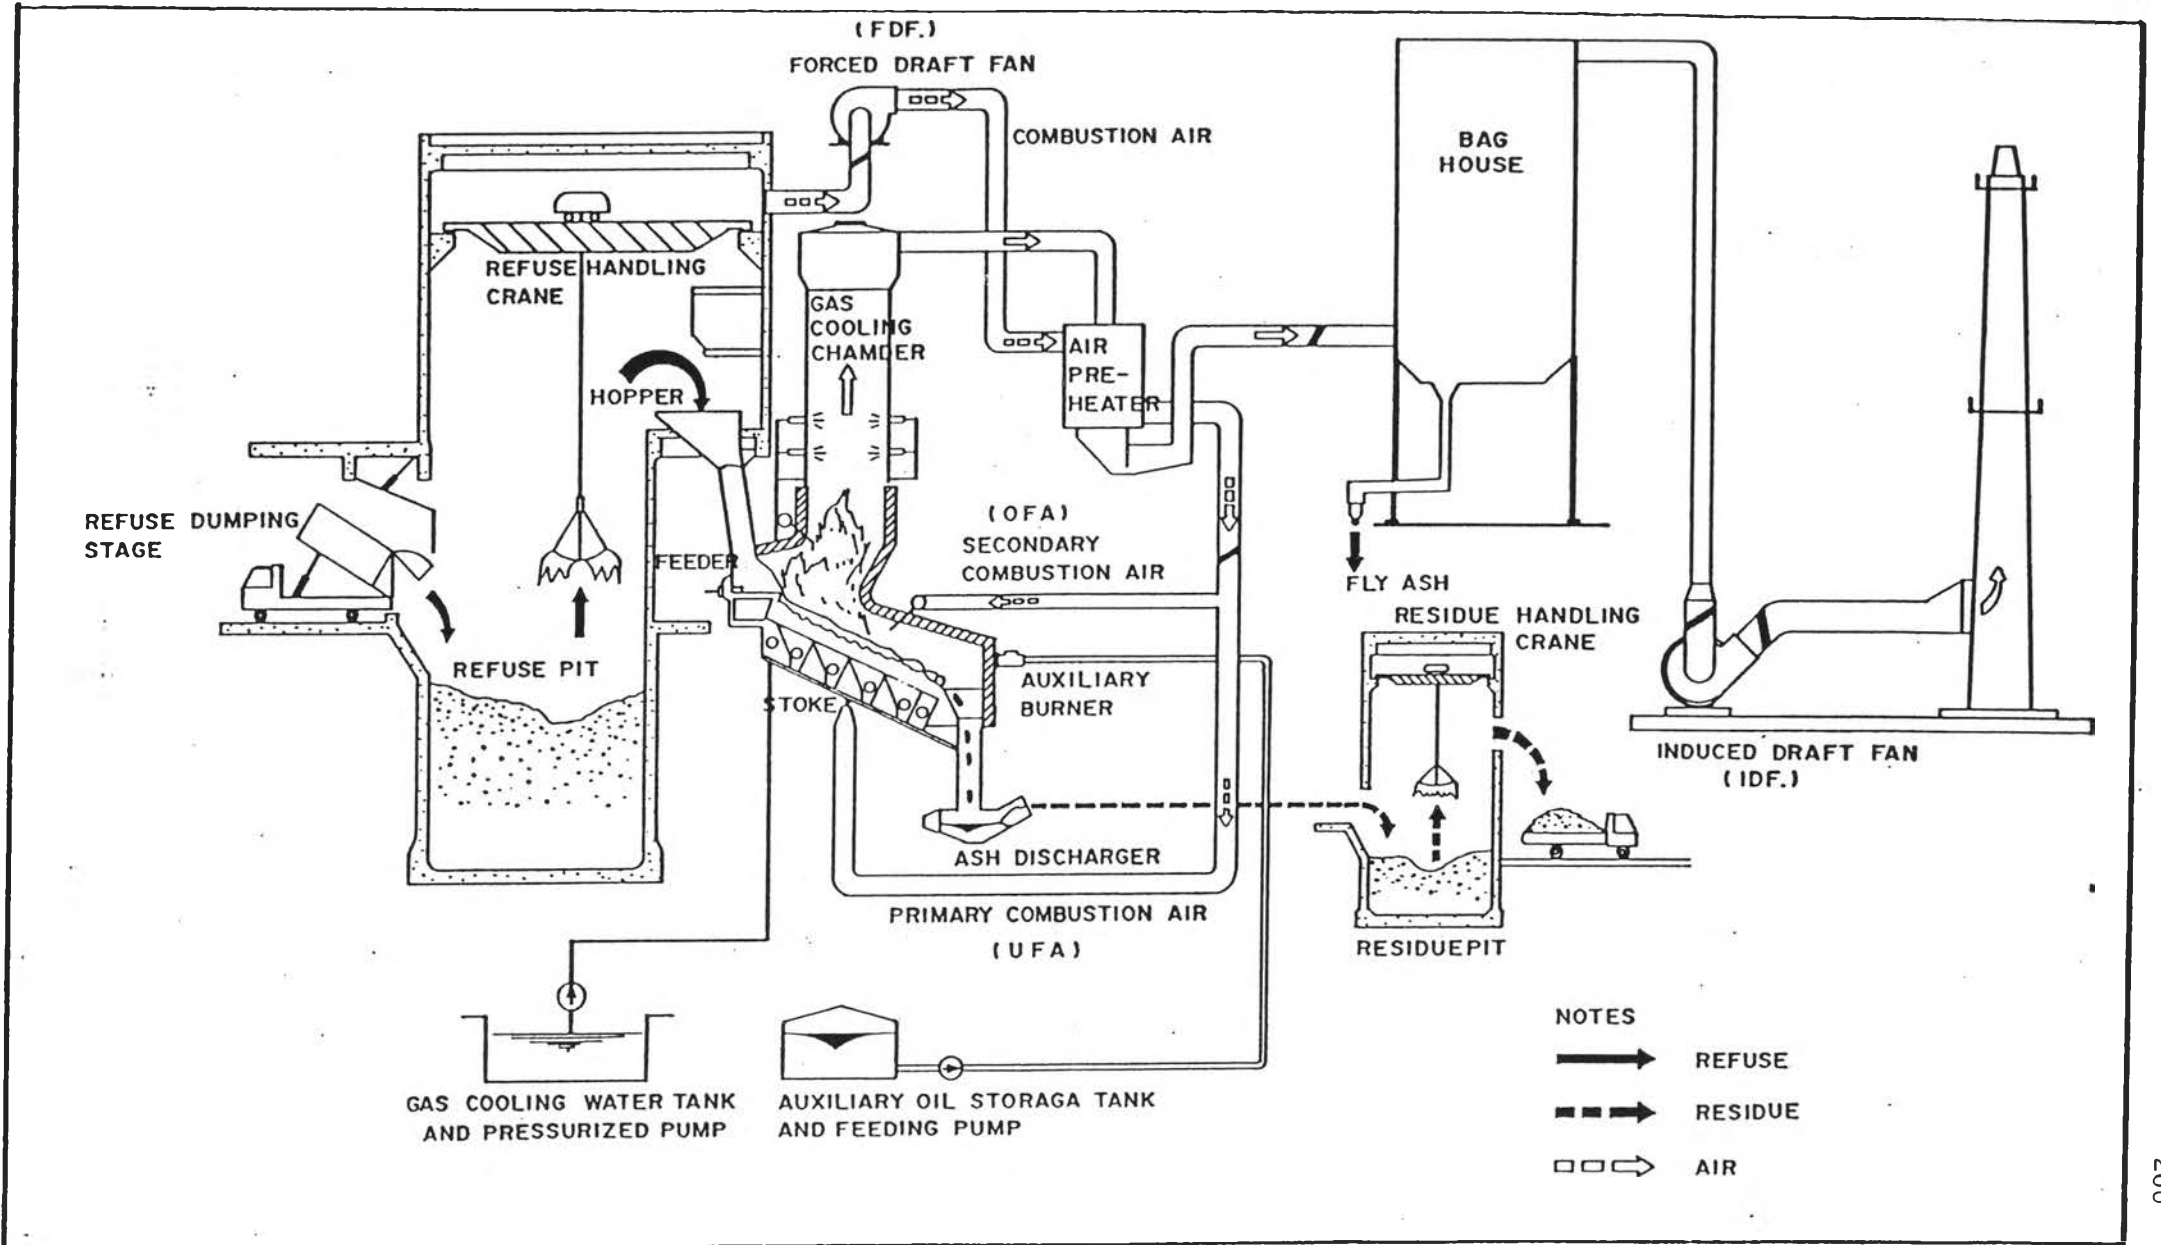 (FDF.)
FORCED DRAFT FAN
COMBUSTION AIR
BAG
HOUSE
REFUSE HANDLING
CRANE
GAS
COOLING
CHAMDER
AIR
PRE-
HEATER
HOPPER
REFUSE DUMPING
STAGE
(OFA)
SECONDARY
COMBUSTION AIR
FEEDER
FLY ASH
RESIDUE HANDLING
CRANE
REFUSE PIT
STOKE
AUXILIARY
BURNER
INDUCED DRAFT FAN
(IDF.)
ASH DISCHARGER
PRIMARY COMBUSTION AIR
(UFA)
RESIDUEPIT
GAS COOLING WATER TANK
AND PRESSURIZED PUMP
AUXILIARY OIL STORAGA TANK
AND FEEDING PUMP
NOTES
REFUSE
RESIDUE
AIR